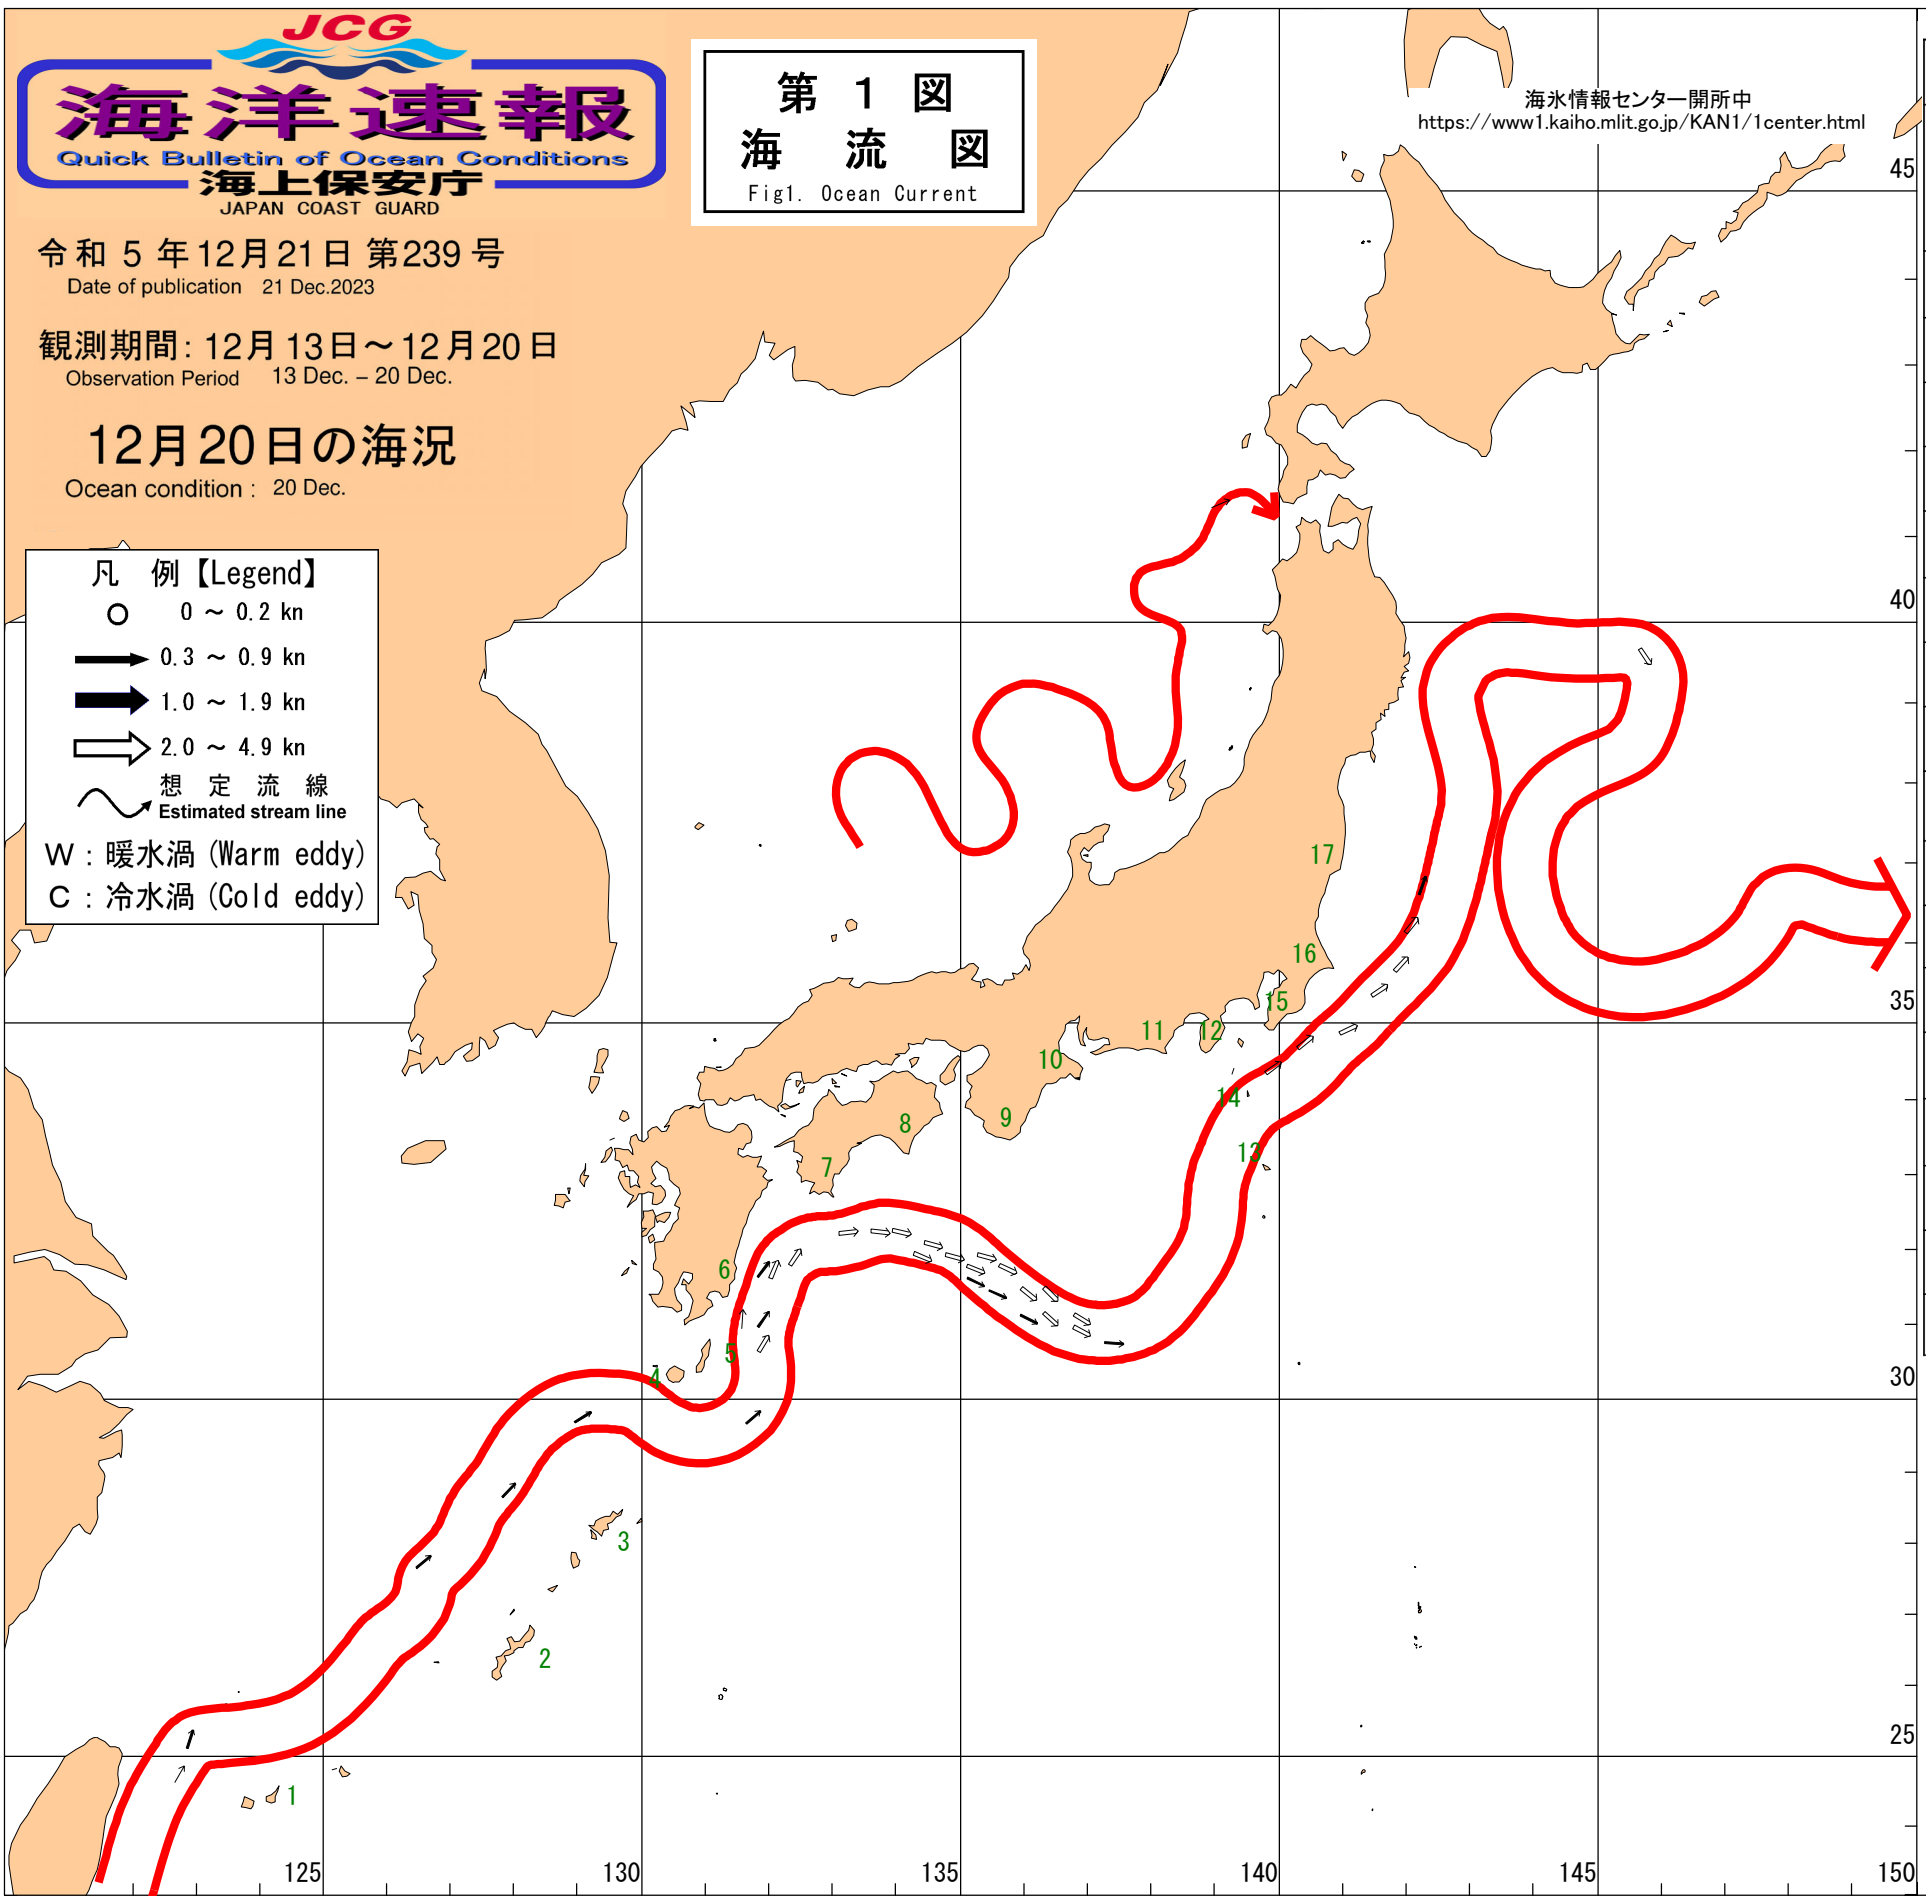 JCG
海洋速報
Quick Bulletin of Ocean Conditions
海上保安庁
JAPAN COAST GUARD
第 1 図
海 流 図
Fig1. Ocean Current
海氷情報センター開所中
https://www1.kaiho.mlit.go.jp/KAN1/1center.html
令和 5 年12月21日 第239 号
Date of publication 21 Dec.2023
観測期間: 12月13日～12月20日
Observation Period 13 Dec. – 20 Dec.
12月20日の海況
Ocean condition : 20 Dec.
凡 例【Legend】
0 ～ 0.2 kn
0.3 ～ 0.9 kn
1.0 ～ 1.9 kn
2.0 ～ 4.9 kn
想 定 流 線
Estimated stream line
W : 暖水渦 (Warm eddy)
C : 冷水渦 (Cold eddy)
45
40
35
30
25
17
16
15
11
12
10
14
9
8
13
7
6
5
4
3
2
1
125
130
135
140
145
150